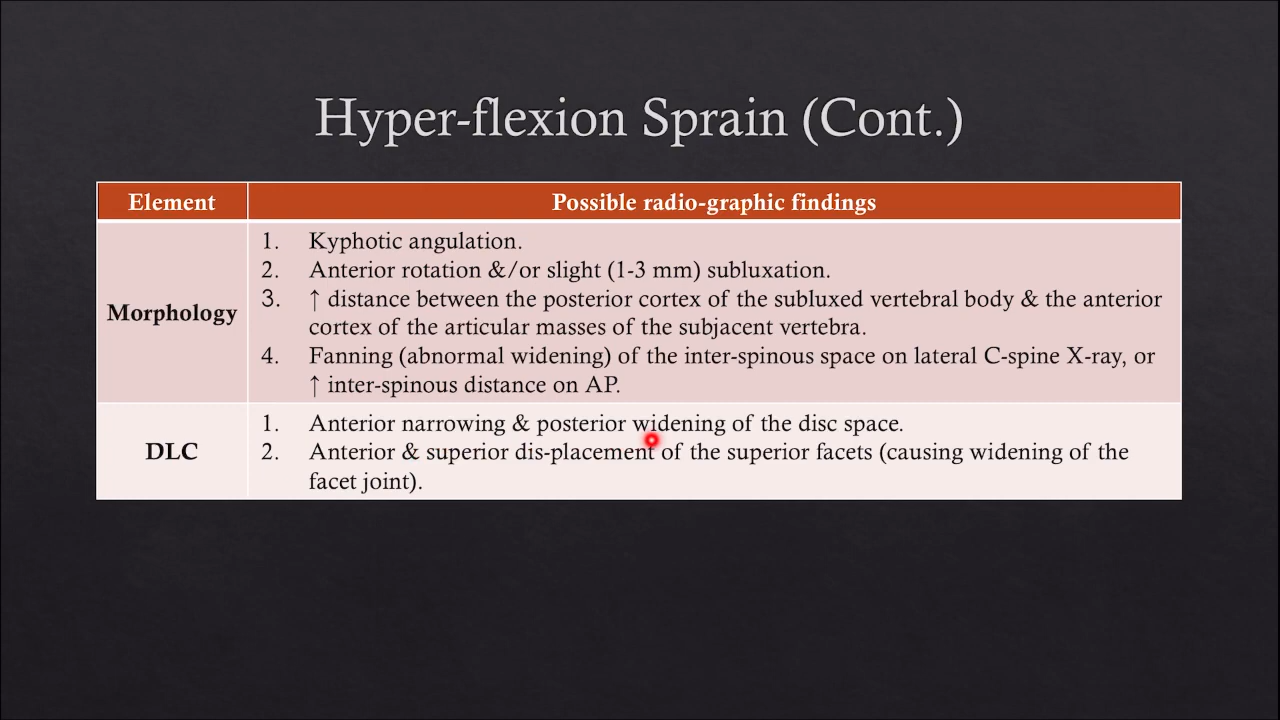 Hyper-flexion Sprain (Cont.)
Element
Possible radio-graphic findings
Morphology
1. Kyphotic angulation.
2. Anterior rotation &/or slight (1-3 mm) subluxation.
3. ↑ distance between the posterior cortex of the subluxed vertebral body & the anterior
cortex of the articular masses of the subjacent vertebra.
4. Fanning (abnormal widening) of the inter-spinous space on lateral C-spine X-ray, or
↑ inter-spinous distance on AP.
DLC
1. Anterior narrowing & posterior widening of the disc space.
2. Anterior & superior dis-placement of the superior facets (causing widening of the
facet joint).